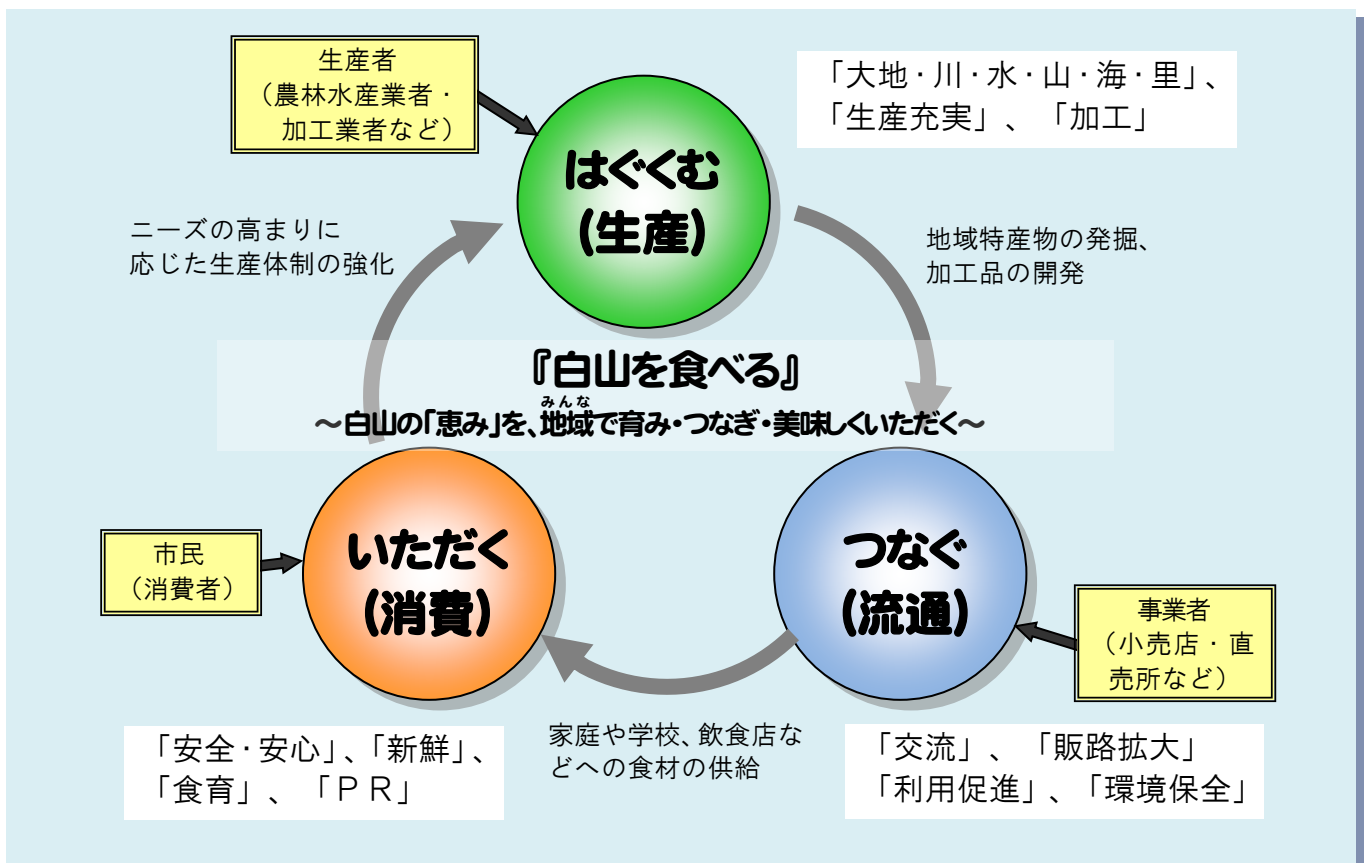 生産者
（農林水産業者・
加工業者など）
「大地・川・水・山・海・里」、
「生産充実」、「加工」
はぐくむ
(生産)
ニーズの高まりに
応じた生産体制の強化
地域特産物の発掘、
加工品の開発
『白山を食べる』
みんな
～白山の「恵み」を、地域で育み・つなぎ・美味しくいただく～
市民
（消費者）
いただく
(消費)
つなぐ
(流通)
事業者
（小売店・直
売所など）
「安全・安心」、「新鮮」、
「食育」、「ＰＲ」
家庭や学校、飲食店な
どへの食材の供給
「交流」、「販路拡大」
「利用促進」、「環境保全」